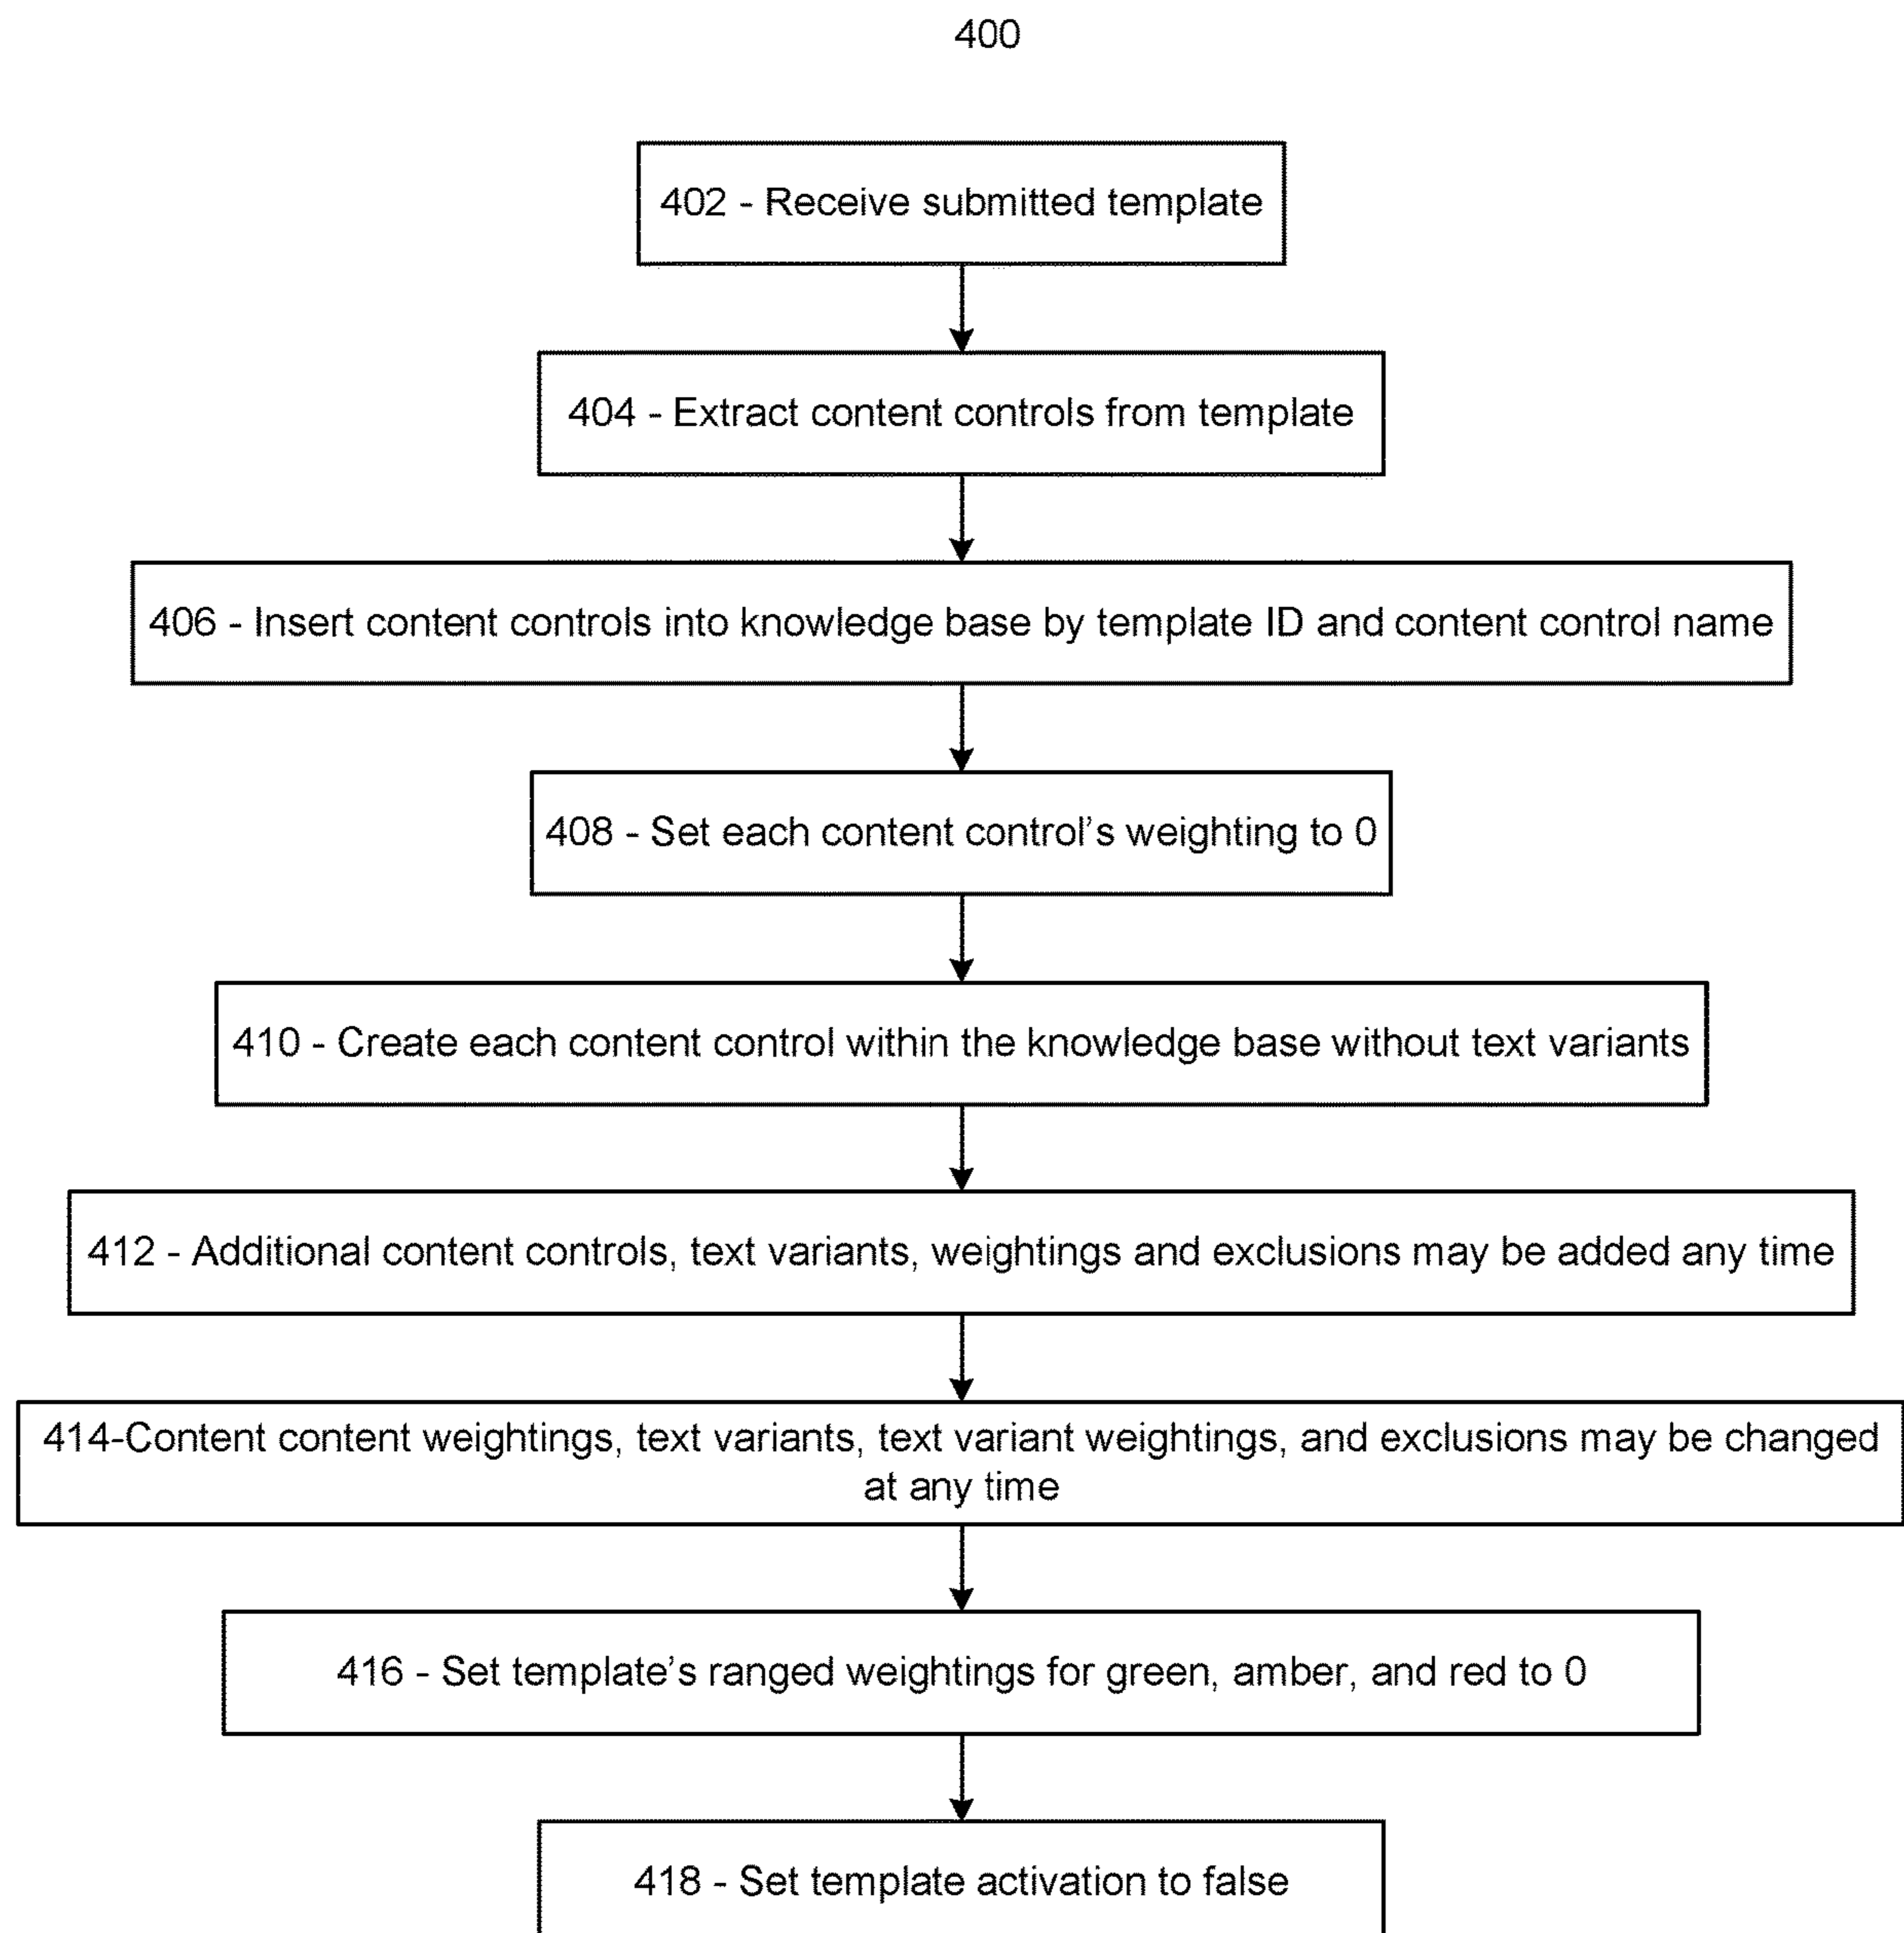 400
402 - Receive submitted template
404 - Extract content controls from template
406 - Insert content controls into knowledge base by template ID and content control name
408 - Set each content control's weighting to 0
410 - Create each content control within the knowledge base without text variants
412 - Additional content controls, text variants, weightings and exclusions may be added any time
414-Content content weightings, text variants, text variant weightings, and exclusions may be changed
at any time
416 - Set template's ranged weightings for green, amber, and red to 0
418 - Set template activation to false